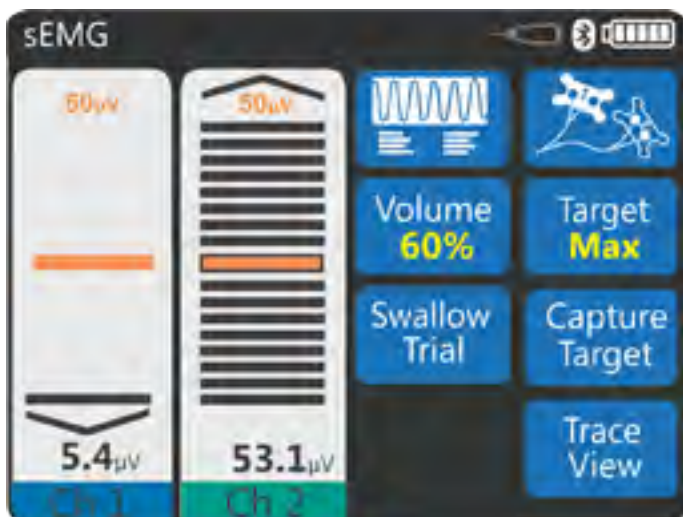 sEMG
50µv
50µv
5.4µV
53.1µV
Ch 1
Ch 2
Volume
60%
Target
Max
Swallow
Trial
Capture
Target
Trace
View